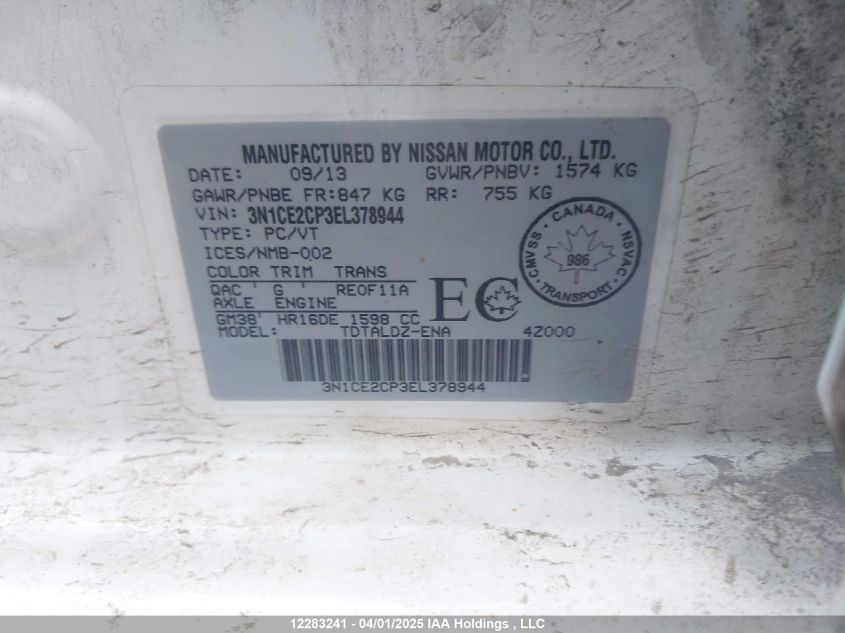 MANUFACTURED BY NISSAN MOTOR CO., LTD.
DATE: 09/13 GVWR/PNBV: 1574 KG
GAWR/PNBE FR:847 KG RR: 755 KG
VIN: 3N1CE2CP3EL378944
TYPE: PC/VT
ICES/NMB-002
COLOR TRIM TRANS
QAC ' G ' RE0F11A
AXLE ENGINE
GM38' HR16DE 1598 CC
MODEL: TDTALDZ-ENA 4Z000
EC
CANADA
CMVSS 986 NSVAC
TRANSPORT
3N1CE2CP3EL378944
12283241 - 04/01/2025 IAA Holdings , LLC